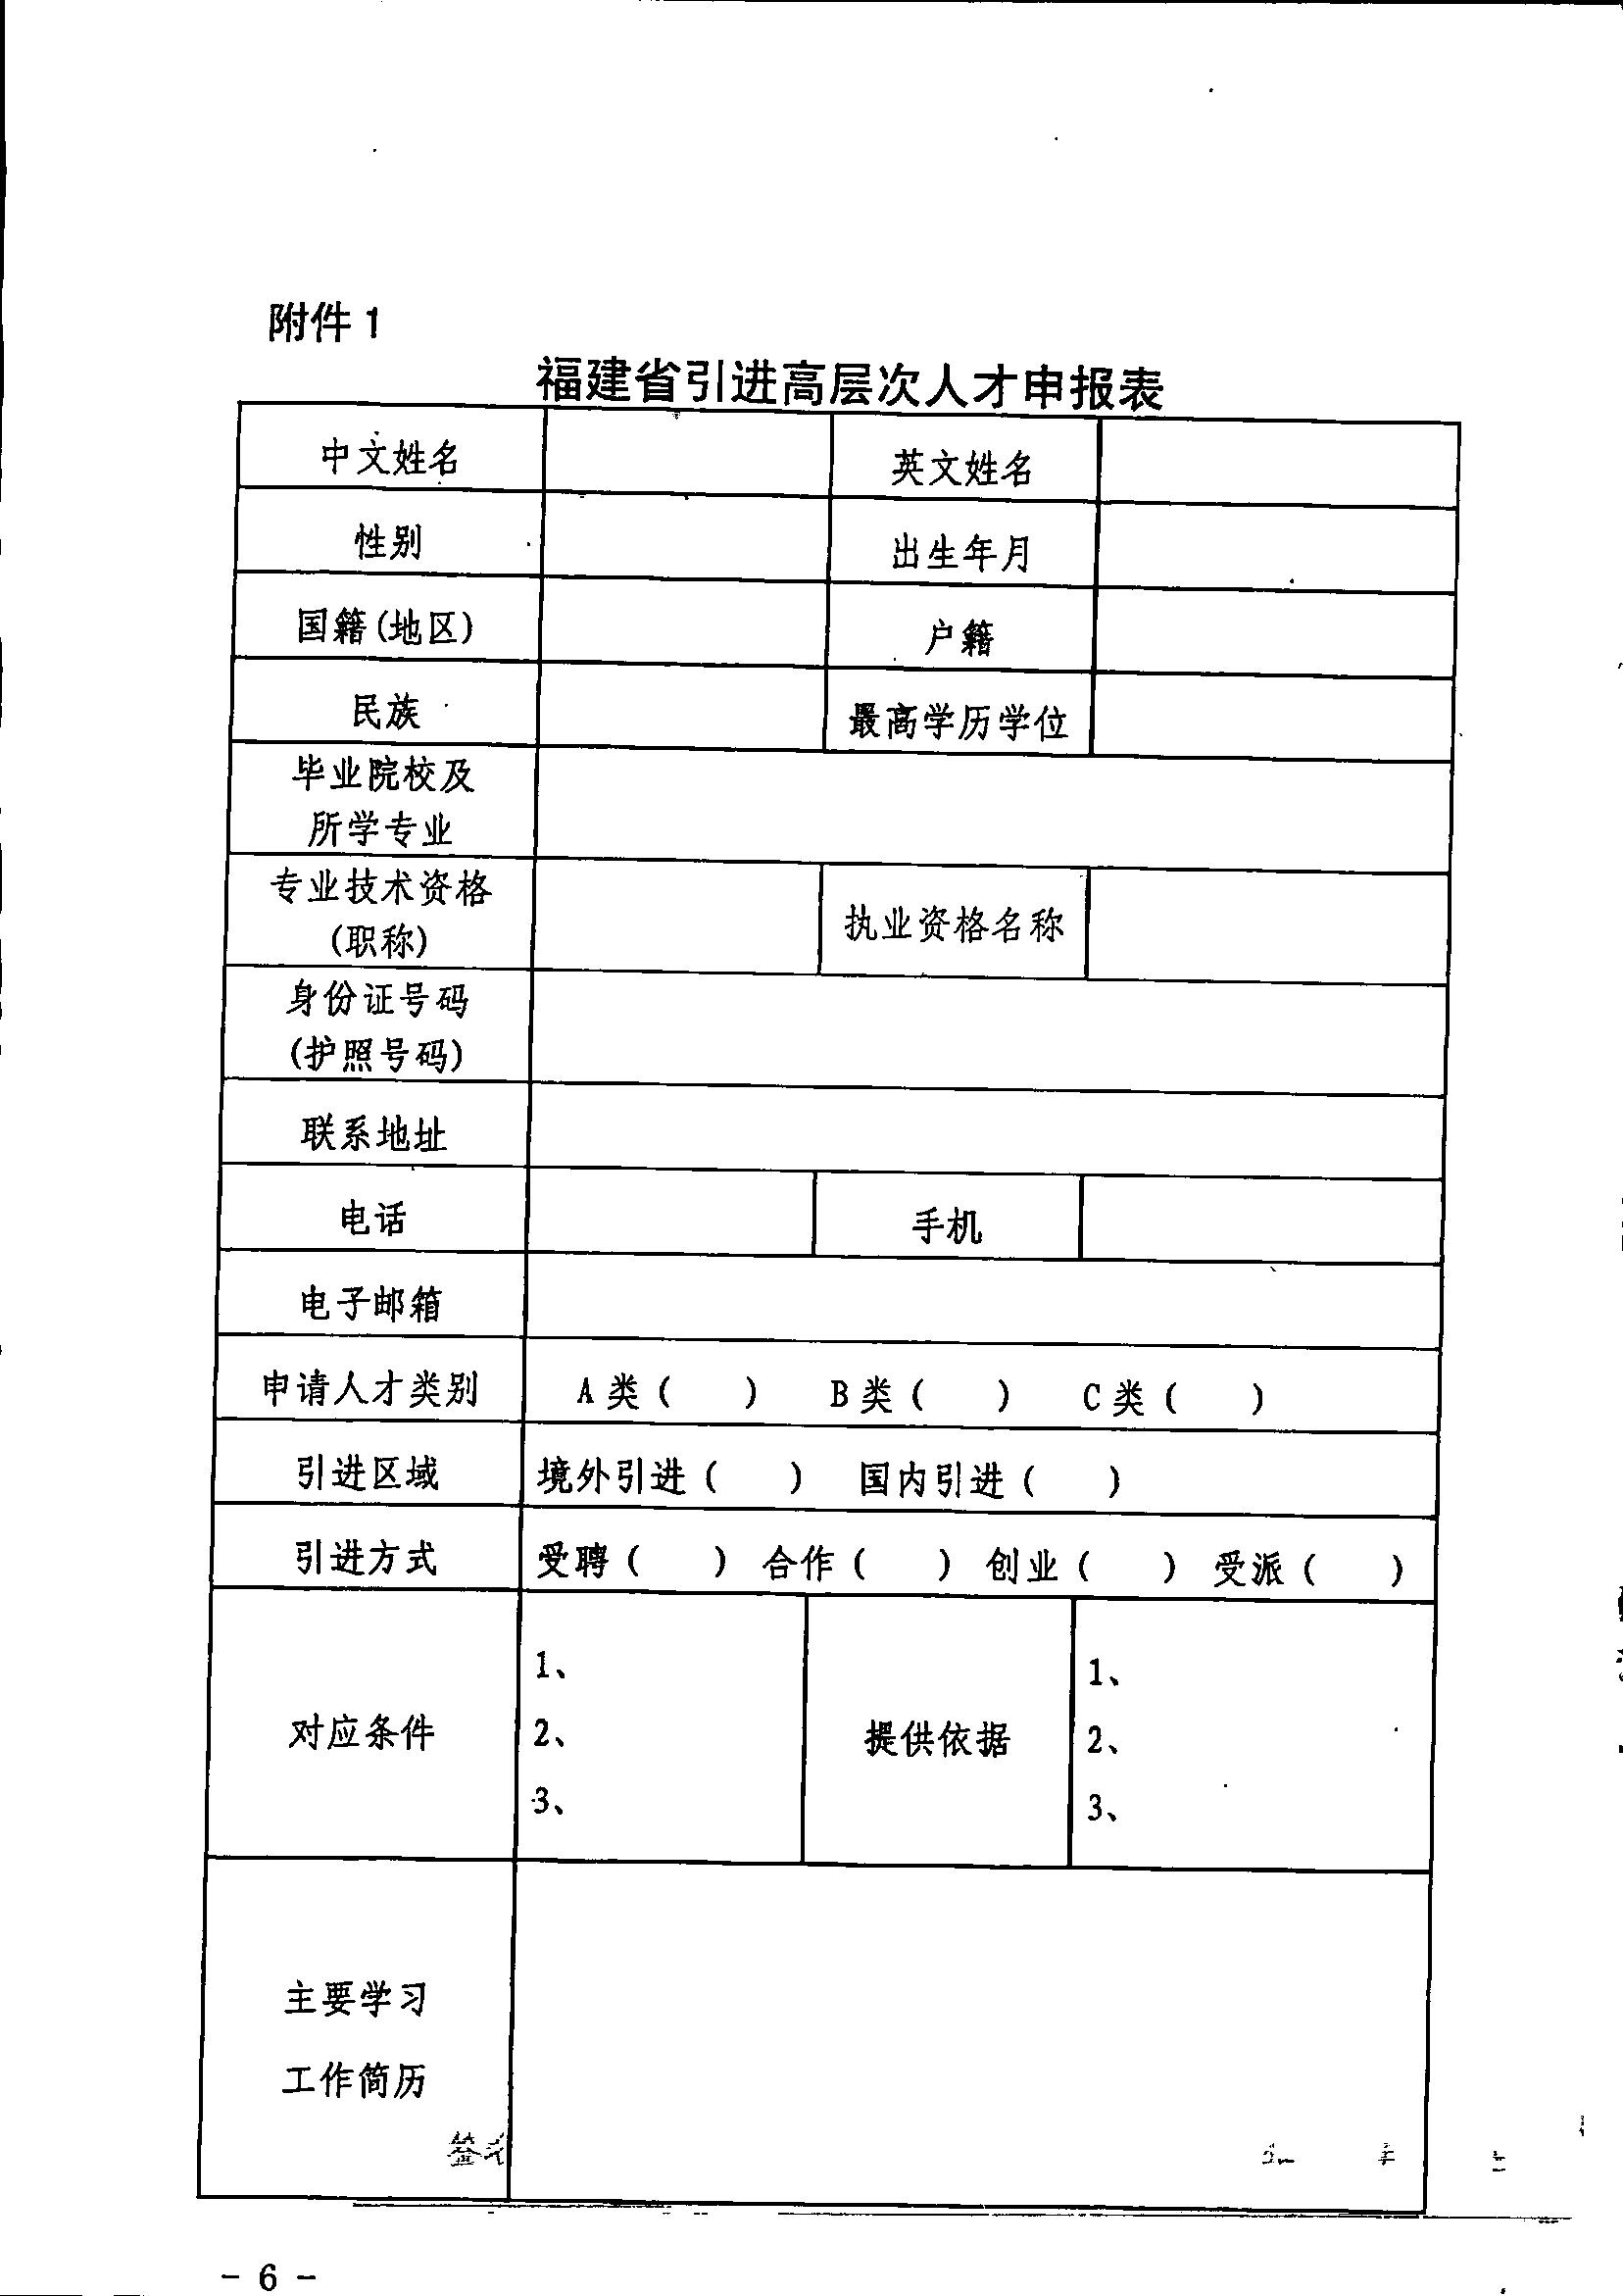 附件1
福建省引进高层次人才申报表
中文姓名 英文姓名
性别 出生年月
国籍(地区) 户籍
民族 最高学历学位
毕业院校及
所学专业
专业技术资格
(职称)
执业资格名称
身份证号码
(护照号码)
联系地址
电话 手机
电子邮箱
申请人才类别 A类( ) B类( ) C类( )
引进区域 境外引进( ) 国内引进( )
引进方式 受聘( ) 合作( ) 创业( ) 受派( )
对应条件
1、
2、
3、
提供依据
1、
2、
3、
主要学习
工作简历
- 6 -